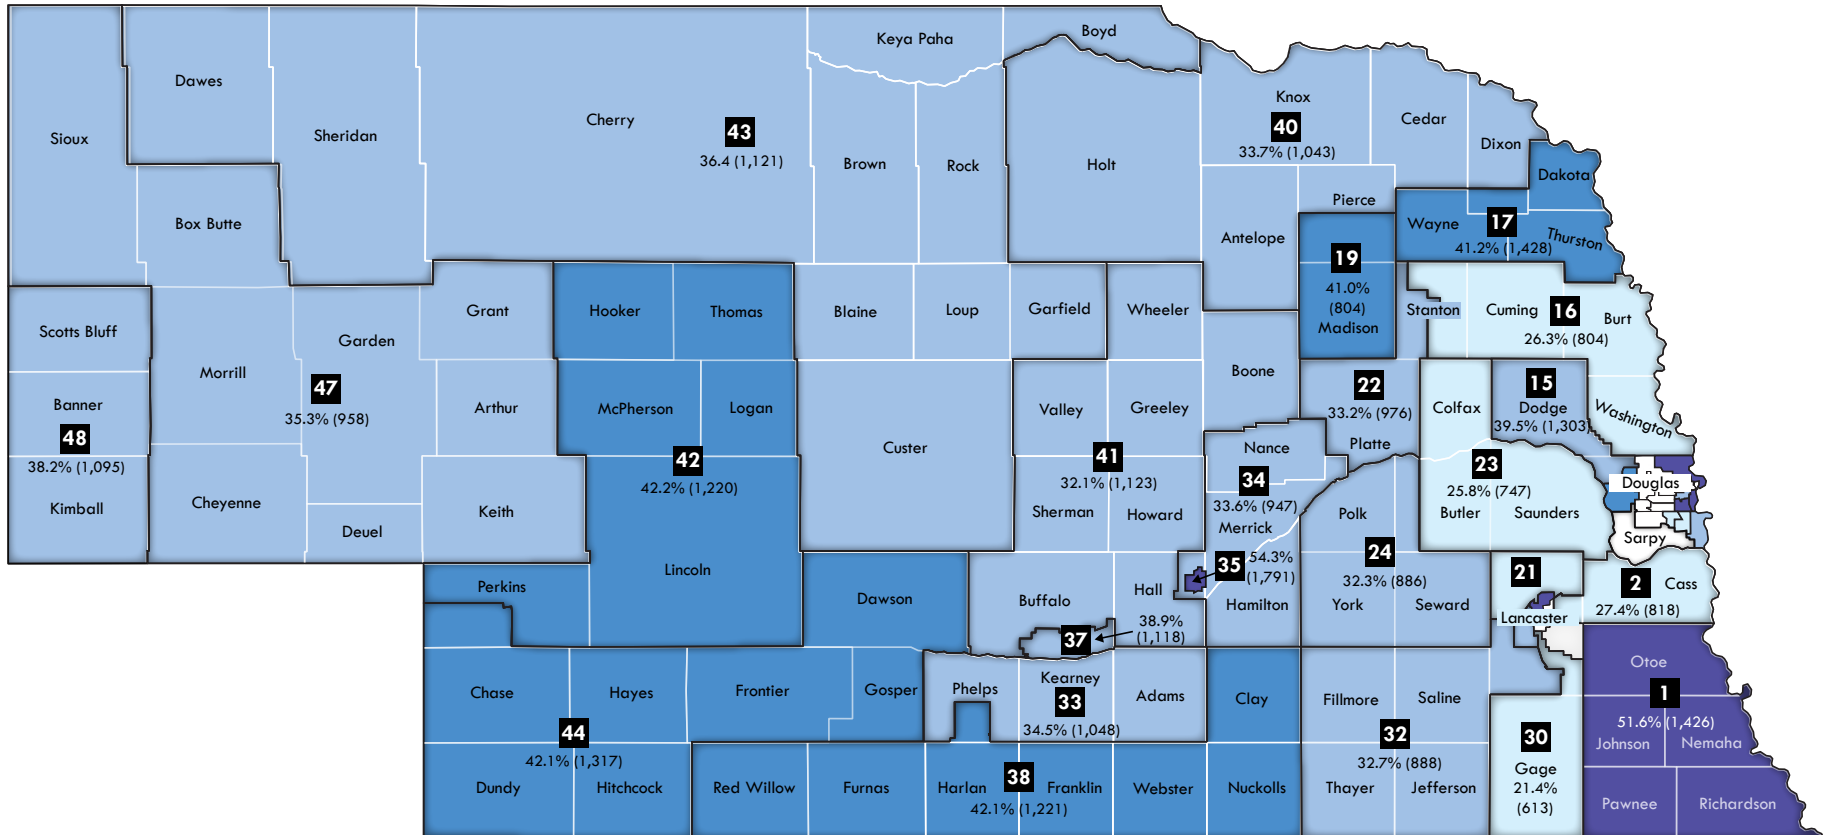 Keya Paha
Boyd
Dawes
Sioux
Sheridan
Cherry
43
36.4 (1,121)
Brown
Rock
Holt
Knox
40
33.7% (1,043)
Cedar
Dixon
Dakota
Box Butte
Antelope
Pierce
Wayne
17
41.2% (1,428)
Thurston
19
41.0%
(804)
Madison
Scotts Bluff
Morrill
Garden
Grant
Hooker
Thomas
Blaine
Loup
Garfield
Wheeler
Stanton
Cuming
16
Burt
26.3% (804)
Banner
48
38.2% (1,095)
Kimball
47
35.3% (958)
Arthur
McPherson
Logan
42
42.2% (1,220)
Custer
Valley
Greeley
41
32.1% (1,123)
Sherman
Howard
Boone
22
33.2% (976)
Platte
Colfax
15
Dodge
39.5% (1,303)
Washington
Nance
34
33.6% (947)
Merrick
23
25.8% (747)
Butler
Saunders
Douglas
Sarpy
Cheyenne
Deuel
Keith
Lincoln
Perkins
Dawson
Buffalo
Hall
35
54.3%
(1,791)
Hamilton
Polk
24
32.3% (886)
York
Seward
21
Lancaster
2
Cass
27.4% (818)
37
38.9%
(1,118)
Chase
Hayes
Frontier
Gosper
Phelps
Kearney
33
34.5% (1,048)
Adams
Clay
Fillmore
Saline
Otoe
1
51.6% (1,426)
Johnson
Nemaha
44
42.1% (1,317)
Dundy
Hitchcock
Red Willow
Furnas
Harlan
38
Franklin
42.1% (1,221)
Webster
Nuckolls
32
32.7% (888)
Thayer
Jefferson
30
Gage
21.4%
(613)
Pawnee
Richardson